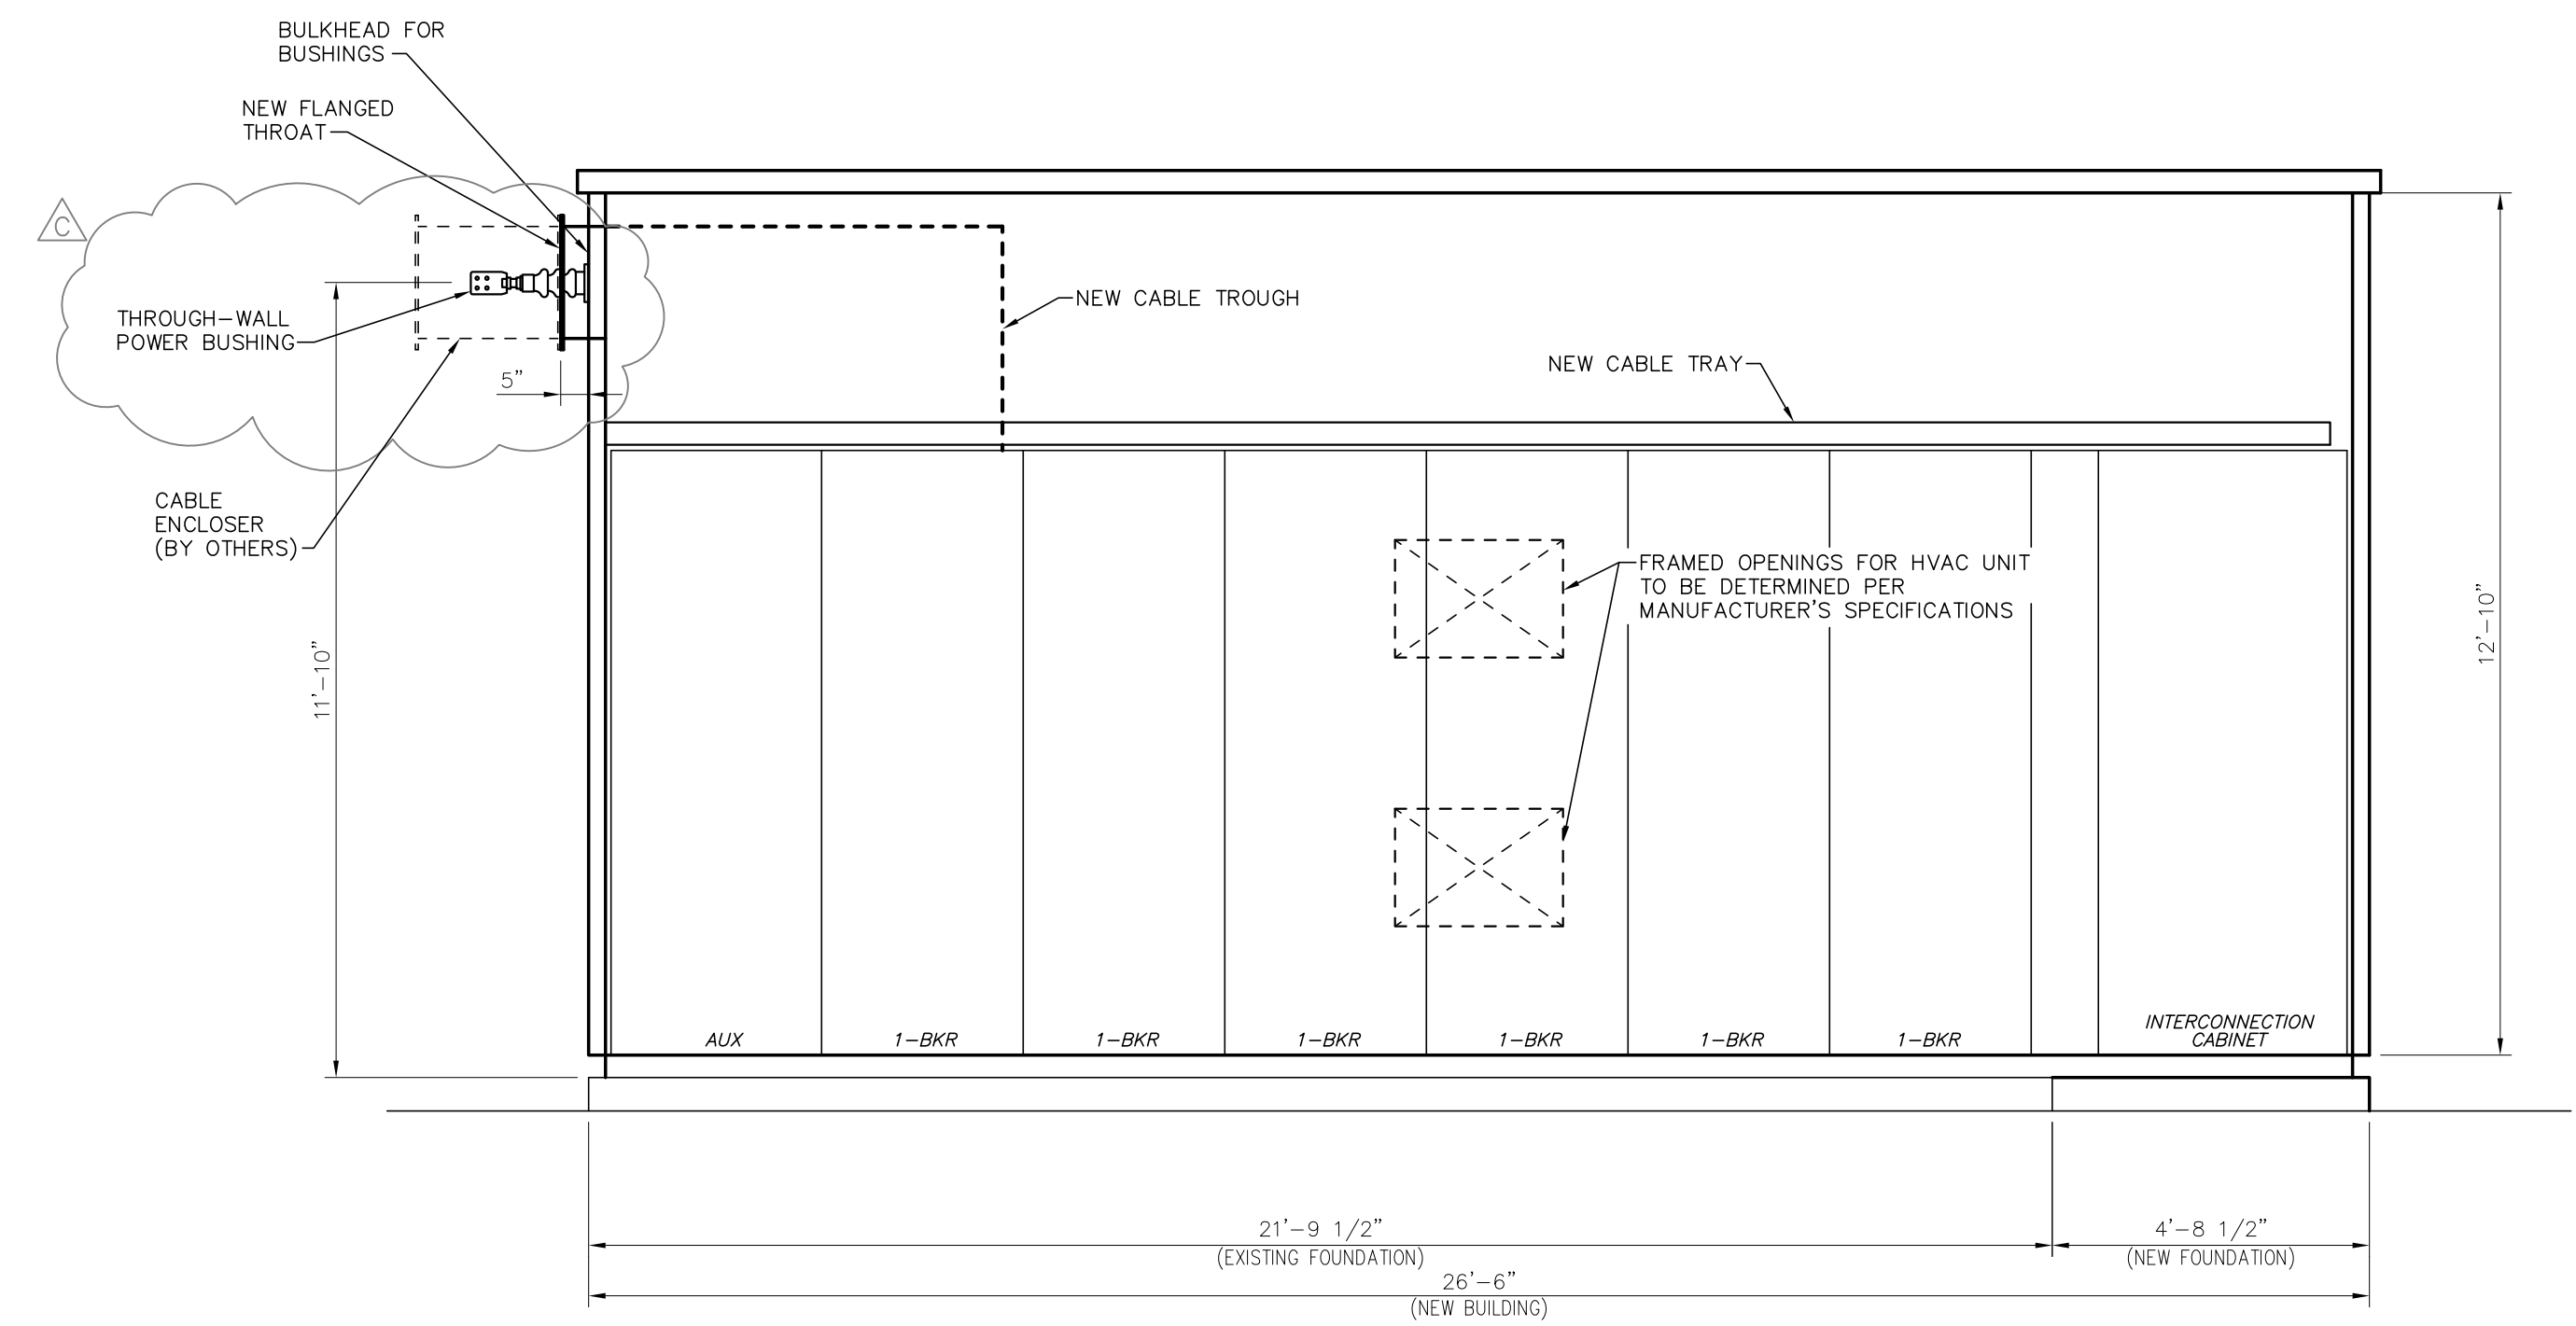 BULKHEAD FOR
BUSHINGS
NEW FLANGED
THROAT
C
THROUGH-WALL
POWER BUSHING
NEW CABLE TROUGH
5"
NEW CABLE TRAY
CABLE
ENCLOSER
(BY OTHERS)
FRAMED OPENINGS FOR HVAC UNIT
TO BE DETERMINED PER
MANUFACTURER'S SPECIFICATIONS
11'-10"
12'-10"
AUX
1-BKR
1-BKR
1-BKR
1-BKR
1-BKR
1-BKR
INTERCONNECTION
CABINET
21'-9 1/2"
(EXISTING FOUNDATION)
4'-8 1/2"
(NEW FOUNDATION)
26'-6"
(NEW BUILDING)